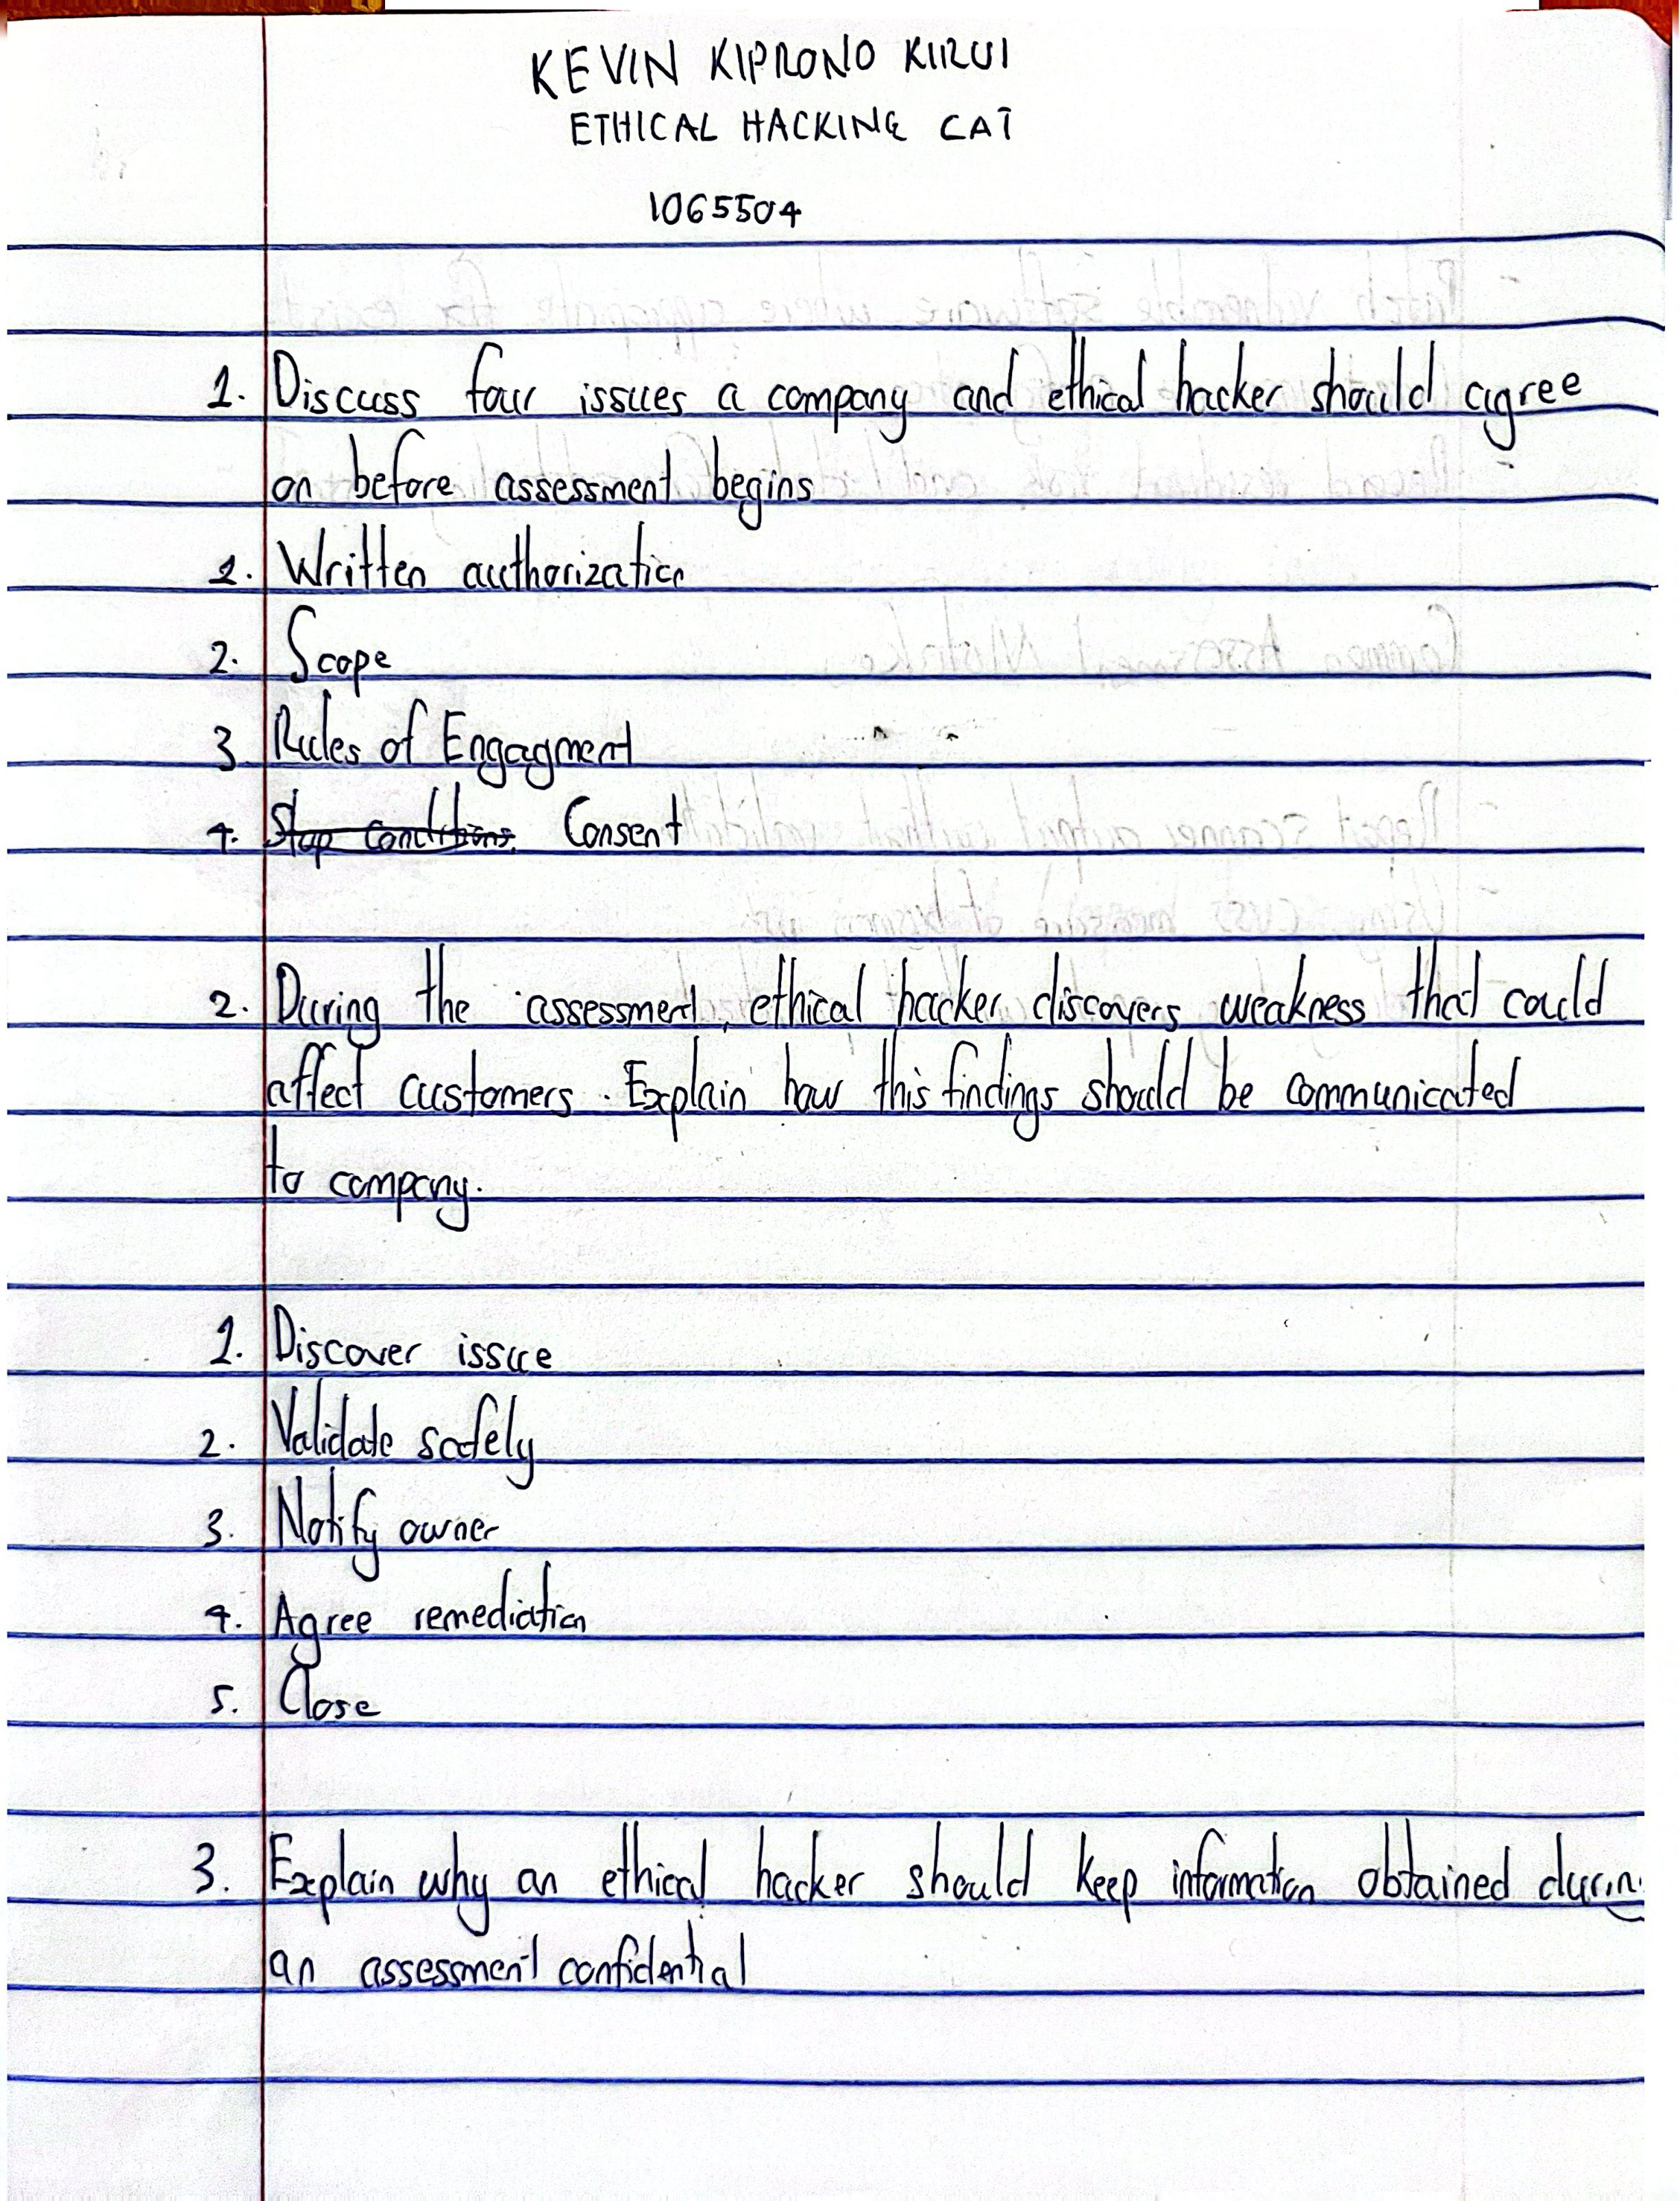 KEVIN KIPRONO KIRUI
ETHICAL HACKING CAT
1065504
1. Discuss four issues a company and ethical hacker should agree
on before assessment begins
1. Written authorization
2. Scope
3 Rules of Engagment
4. Stop conditions. Consent
2. During the assessment, ethical hacker discovers weakness that could
affect customers. Explain how this findings should be communicated
to company.
1. Discover issue
2. Validate safely
3. Notify owner
4. Agree remediation
5. Close
3. Explain why an ethical hacker should keep information obtained durin
an assessment confidential